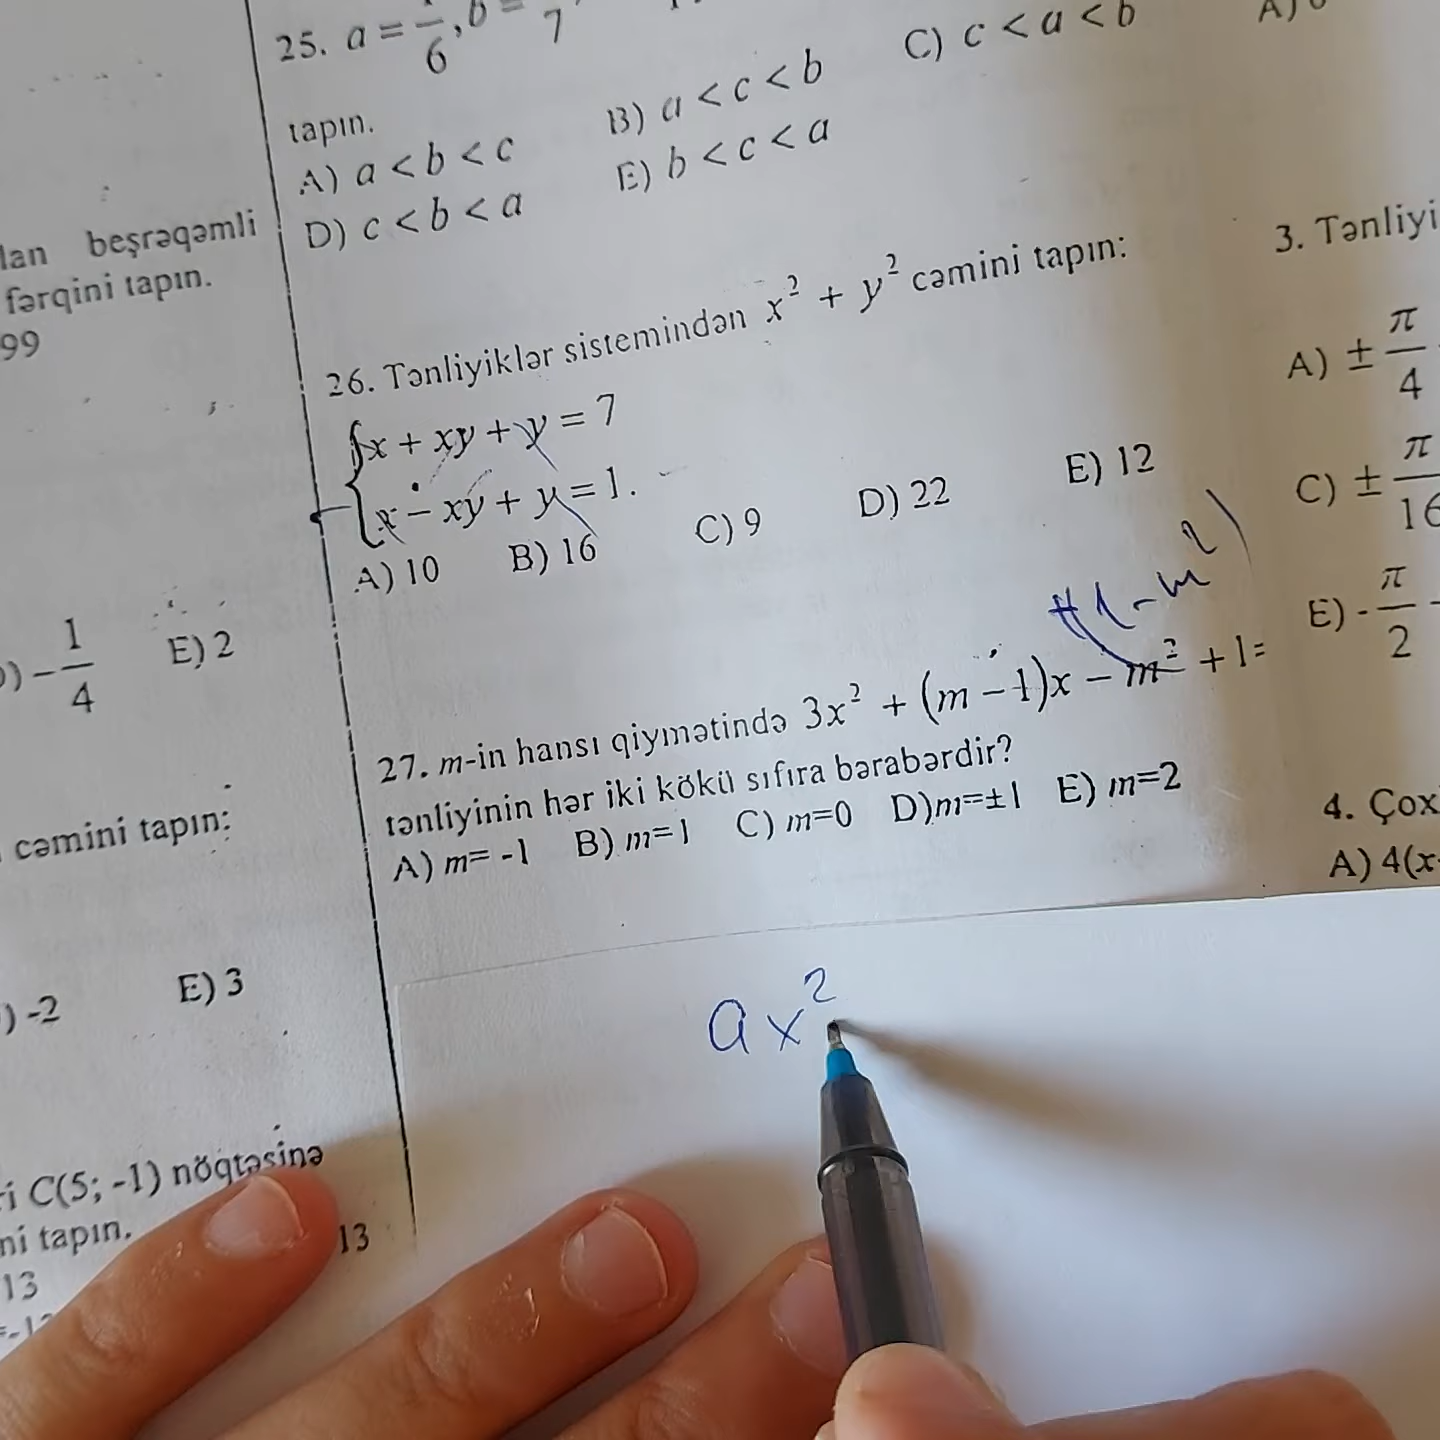 25. a = 6, b = 7
tapın.
A) a < b < c B) a < c < b C) c < a < b
D) c < b < a E) b < c < a
26. Tənliyiklər sistemindən x² + y² cəmini tapın:
x + xy + y = 7
x − xy + y = 1.
A) 10 B) 16 C) 9 D) 22 E) 12
1 - m²)
27. m-in hansı qiymətində 3x² + (m − 1)x − m² + 1=
tənliyinin hər iki kökü sıfıra bərabərdir?
A) m= -1 B) m=1 C) m=0 D)m=±1 E) m=2
ax²
lan beşrəqəmli
fərqini tapın.
99
) −1/4 E) 2
cəmini tapın:
) -2 E) 3
C(5; -1) nöqtəsinə
ni tapın.
13
13
3. Tənliyi
A) ± π/4
C) ± π/16
E) - π/2 -
4. Çox
A) 4(x